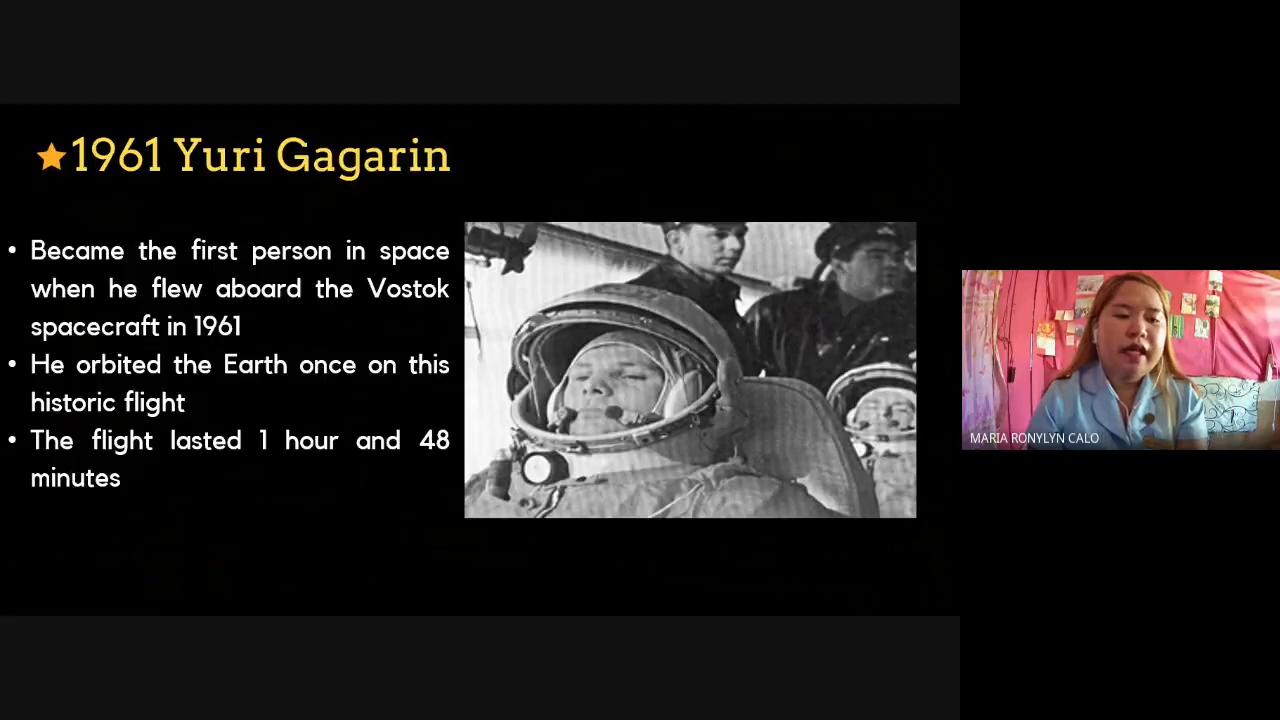 1961 Yuri Gagarin
• Became the first person in space
when he flew aboard the Vostok
spacecraft in 1961
• He orbited the Earth once on this
historic flight
• The flight lasted 1 hour and 48
minutes
MARIA RONYLYN CALO